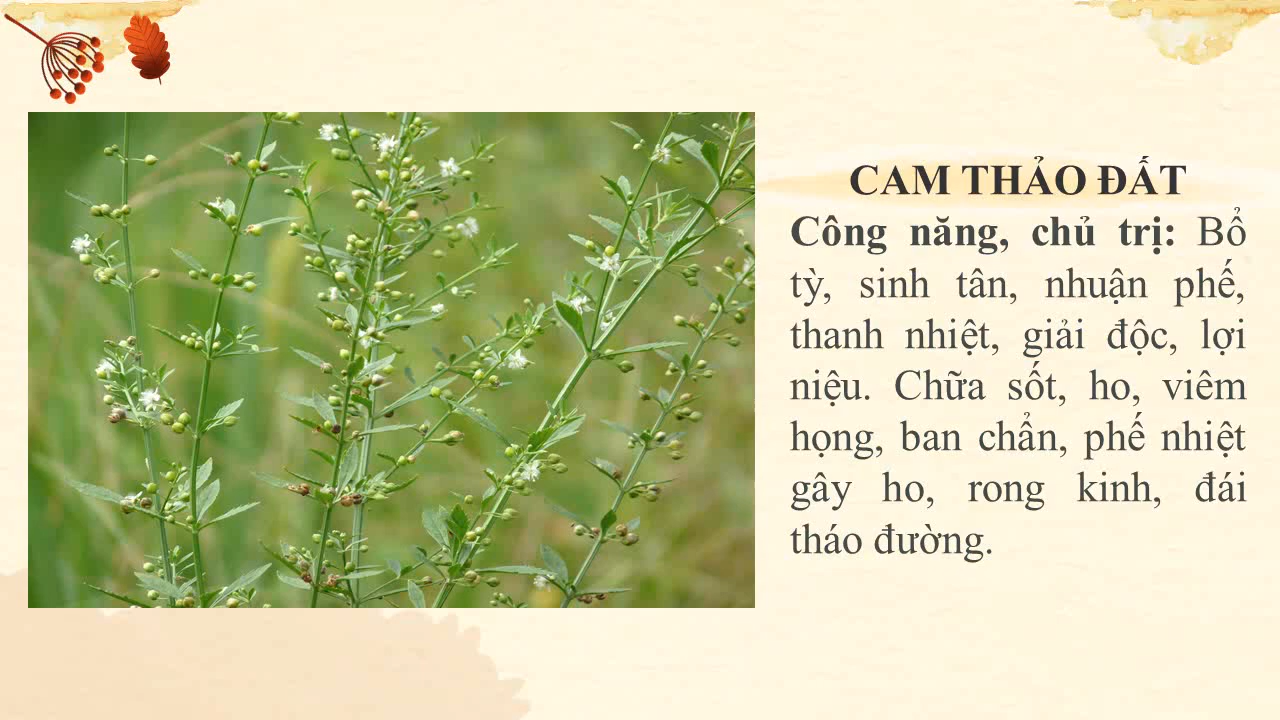 CAM THẢO ĐẤT
Công năng, chủ trị: Bổ
tỳ, sinh tân, nhuận phế,
thanh nhiệt, giải độc, lợi
niệu. Chữa sốt, ho, viêm
họng, ban chẩn, phế nhiệt
gây ho, rong kinh, đái
tháo đường.